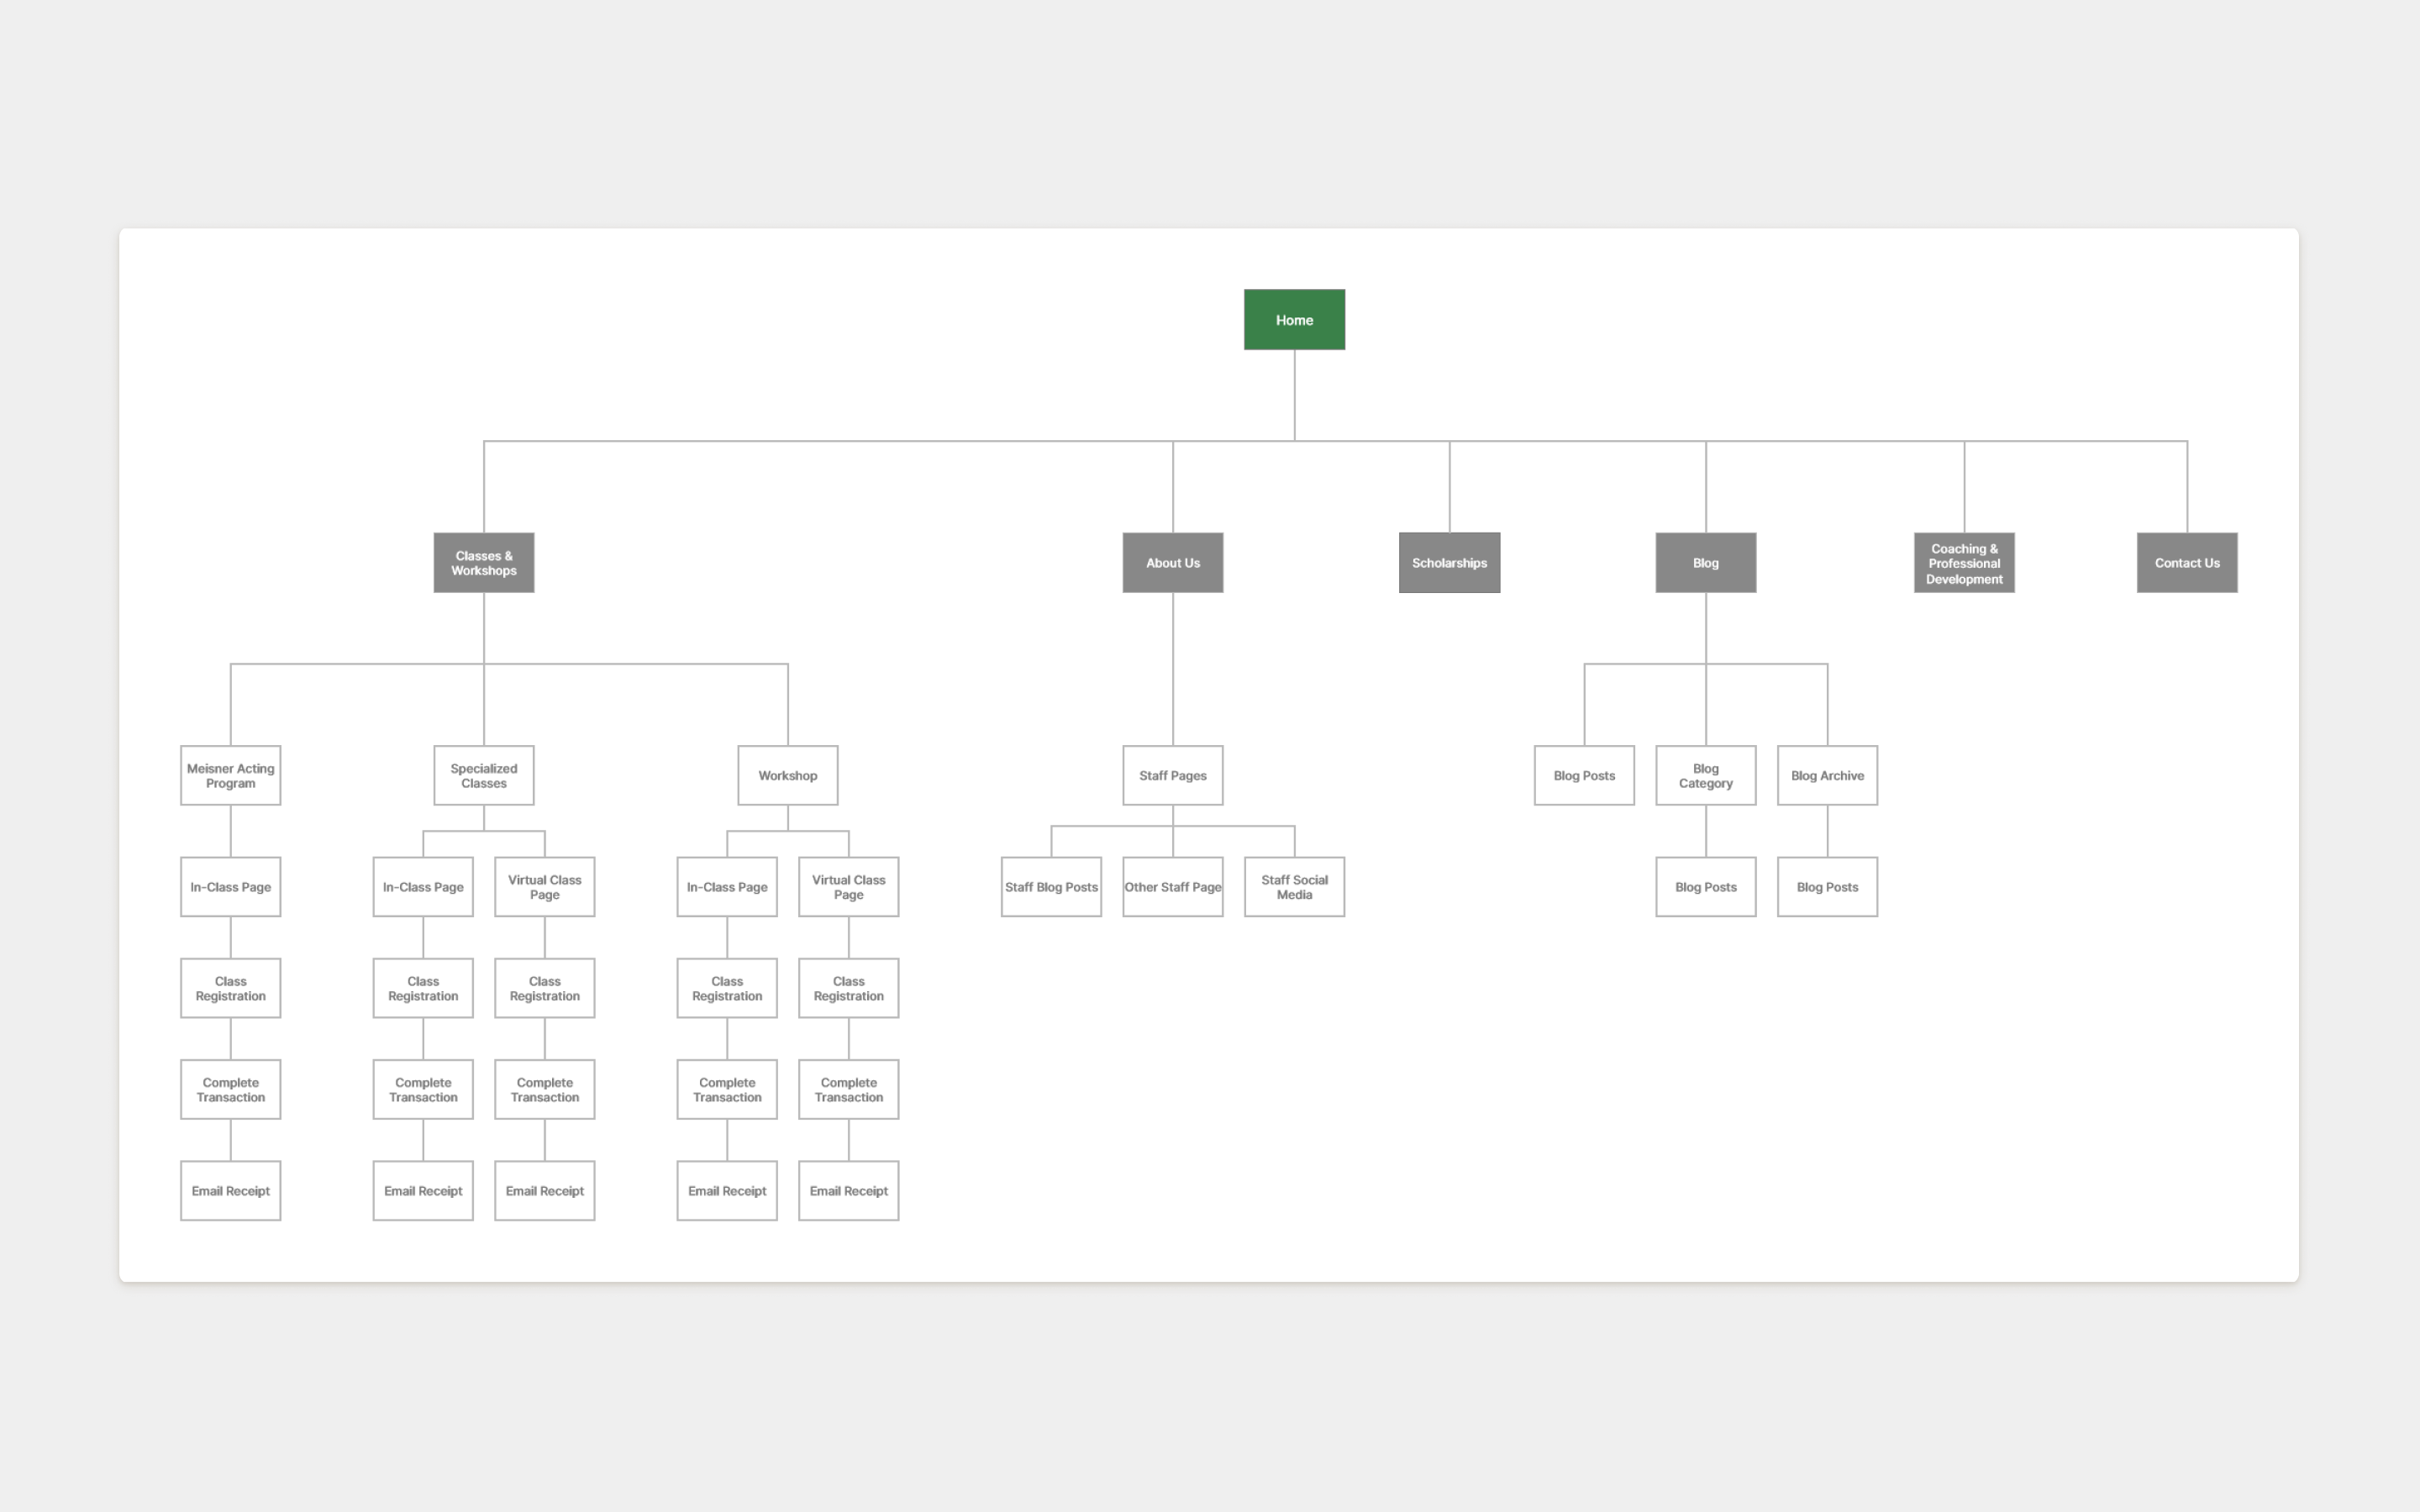 Home
Classes &
Workshops
About Us
Scholarships
Blog
Coaching &
Professional
Development
Contact Us
Meisner Acting
Program
Specialized
Classes
Workshop
Staff Pages
Blog Posts
Blog
Category
Blog Archive
In-Class Page
In-Class Page
Virtual Class
Page
In-Class Page
Virtual Class
Page
Staff Blog Posts
Other Staff Page
Staff Social
Media
Blog Posts
Blog Posts
Class
Registration
Class
Registration
Class
Registration
Class
Registration
Class
Registration
Complete
Transaction
Complete
Transaction
Complete
Transaction
Complete
Transaction
Complete
Transaction
Email Receipt
Email Receipt
Email Receipt
Email Receipt
Email Receipt